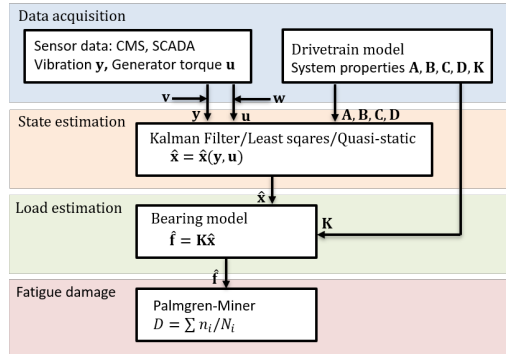 Data acquisition
Sensor data: CMS, SCADA
Vibration y, Generator torque u
Drivetrain model
System properties A, B, C, D, K
v
w
y
u
A, B, C, D
State estimation
Kalman Filter/Least sqares/Quasi-static
x̂ = x̂(y, u)
x̂
Load estimation
Bearing model
f̂ = Kx̂
K
f̂
Fatigue damage
Palmgren-Miner
D = ∑ nᵢ/Nᵢ